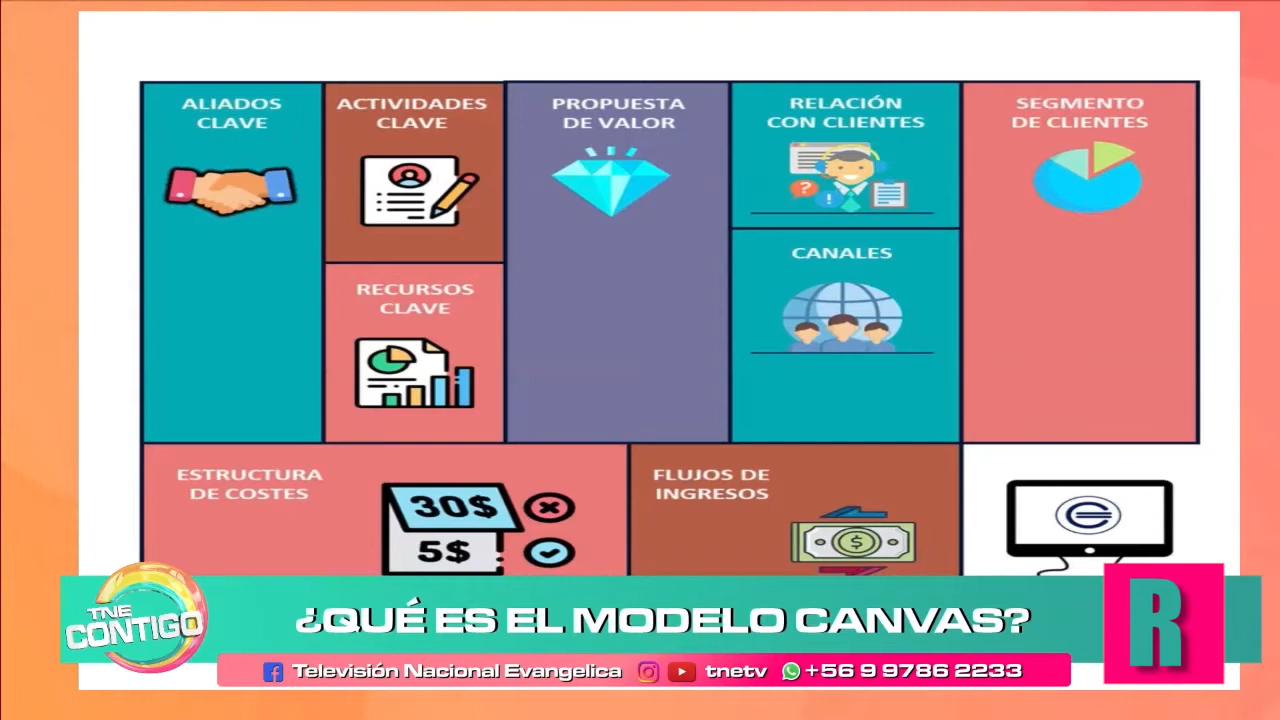 ALIADOS
CLAVE
ACTIVIDADES
CLAVE
PROPUESTA
DE VALOR
RELACIÓN
CON CLIENTES
SEGMENTO
DE CLIENTES
?
!
CANALES
RECURSOS
CLAVE
ESTRUCTURA
DE COSTES
30$
5$
FLUJOS DE
INGRESOS
$
TNE
CONTIGO
¿QUÉ ES EL MODELO CANVAS?
R
Televisión Nacional Evangelica tnetv +56 9 9786 2233